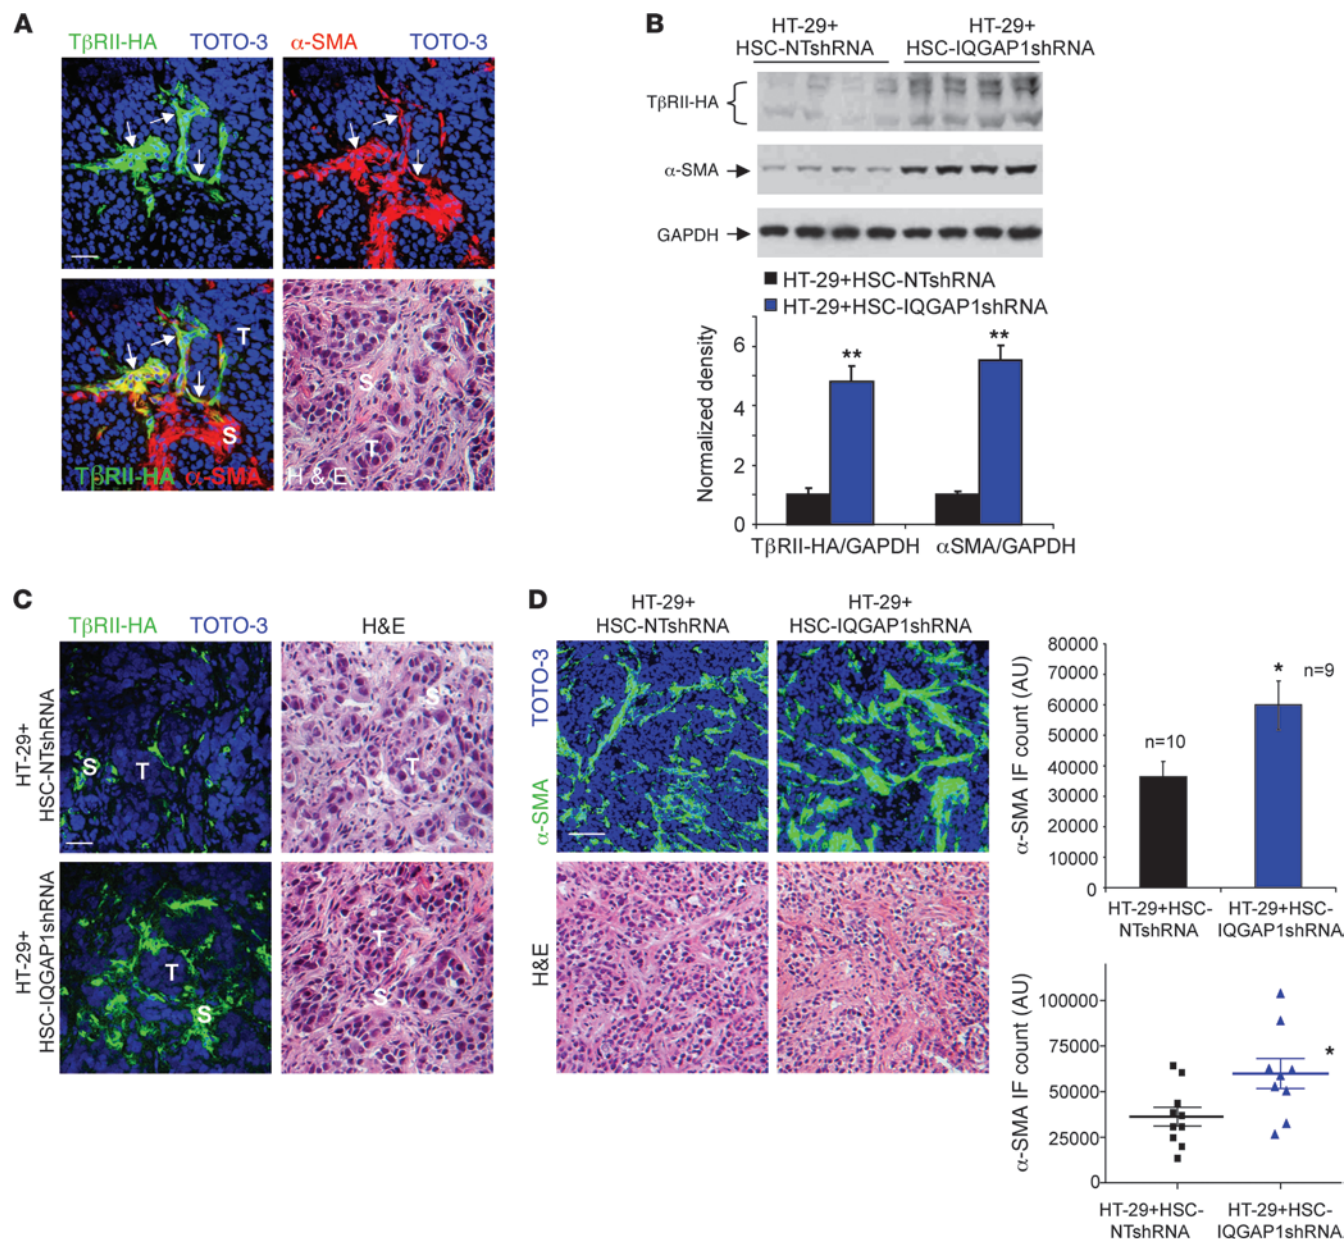 A
TβRII-HA TOTO-3 α-SMA TOTO-3
T
S
TβRII-HA α-SMA
S
T
H & E
B
HT-29+ HT-29+
HSC-NTshRNA HSC-IQGAP1shRNA
TβRII-HA
α-SMA
GAPDH
HT-29+HSC-NTshRNA
HT-29+HSC-IQGAP1shRNA
Normalized density
6
4
2
0
**
**
TβRII-HA/GAPDH αSMA/GAPDH
C
TβRII-HA TOTO-3 H&E
HT-29+
HSC-NTshRNA
S T
S
T
HT-29+
HSC-IQGAP1shRNA
T
S
T
S
D
HT-29+ HT-29+
HSC-NTshRNA HSC-IQGAP1shRNA
α-SMA TOTO-3
H&E
α-SMA IF count (AU)
80000
70000
60000
50000
40000
30000
20000
10000
0
n=10
*
n=9
HT-29+HSC- HT-29+HSC-
NTshRNA IQGAP1shRNA
α-SMA IF count (AU)
100000
75000
50000
25000
0
*
HT-29+HSC- HT-29+HSC-
NTshRNA IQGAP1shRNA